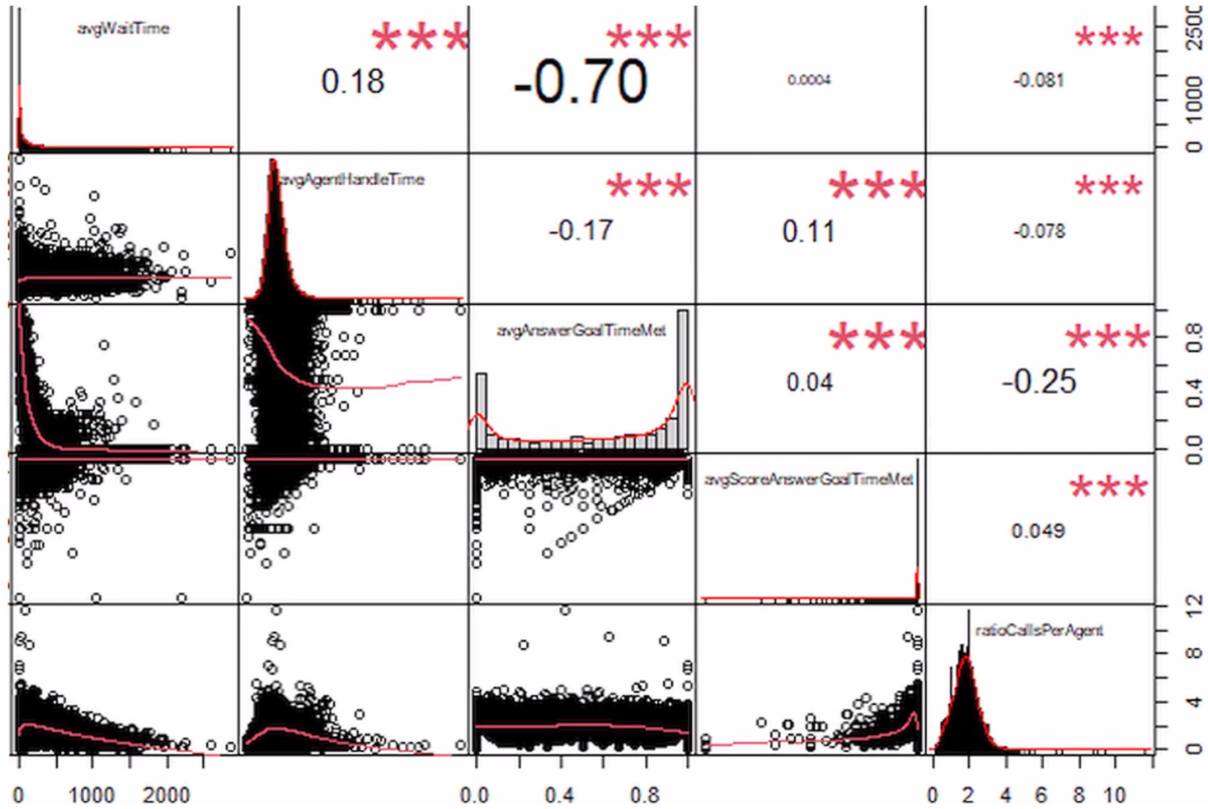 avgWaitTime
***
0.18
***
-0.70
0.0004
***
-0.081
0 1000 2500
avgAgentHandleTime
***
-0.17
***
0.11
***
-0.078
avgAnswerGoalTimeMet
***
0.04
***
-0.25
0.0 0.4 0.8
avgScoreAnswerGoalTimeMet
***
0.049
ratioCallsPerAgent
0 4 8 12
0 1000 2000
0.0 0.4 0.8
0 2 4 6 8 10